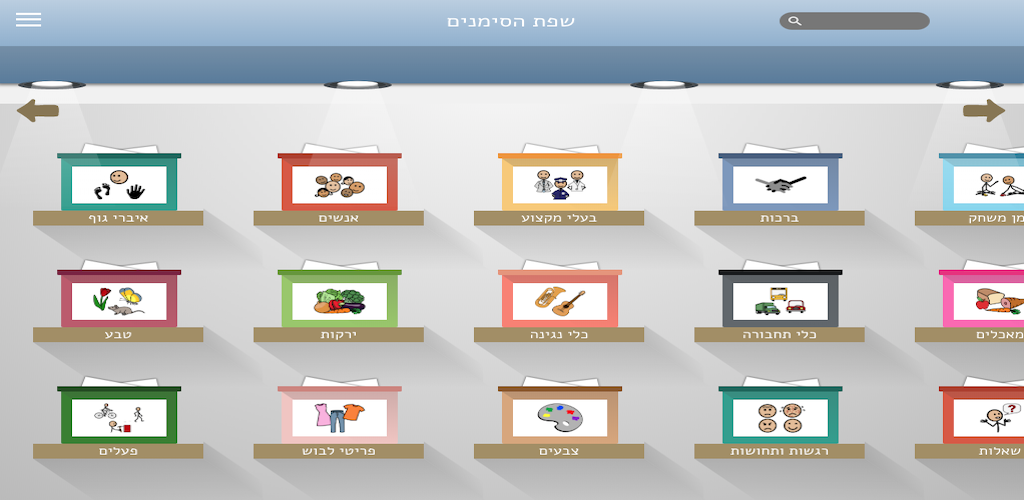 שפת הסימנים
איברי גוף
אנשים
בעלי מקצוע
ברכות
מן משחק
טבע
ירקות
כלי נגינה
כלי תחבורה
מאכלים
פעלים
פריטי לבוש
צבעים
רגשות ותחושות
שאלות